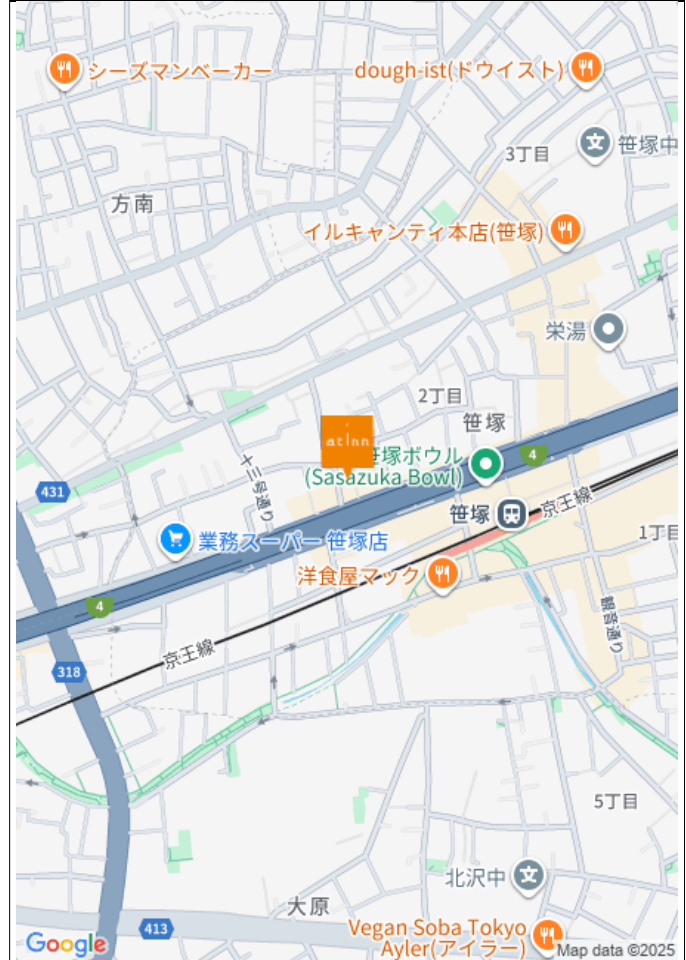 シーズマンベーカー
dough-ist(ドウイスト)
3丁目
笹塚中
方南
イルキャンティ本店(笹塚)
栄湯
2丁目
笹塚
atInn
笹塚ボウル
(Sasazuka Bowl)
4
431
十三号通り
笹塚
京王線
業務スーパー 笹塚店
1丁目
洋食屋マック
4
観音通り
京王線
318
5丁目
北沢中
大原
413
Vegan Soba Tokyo
Ayler(アイラー)
Google
Map data ©2025